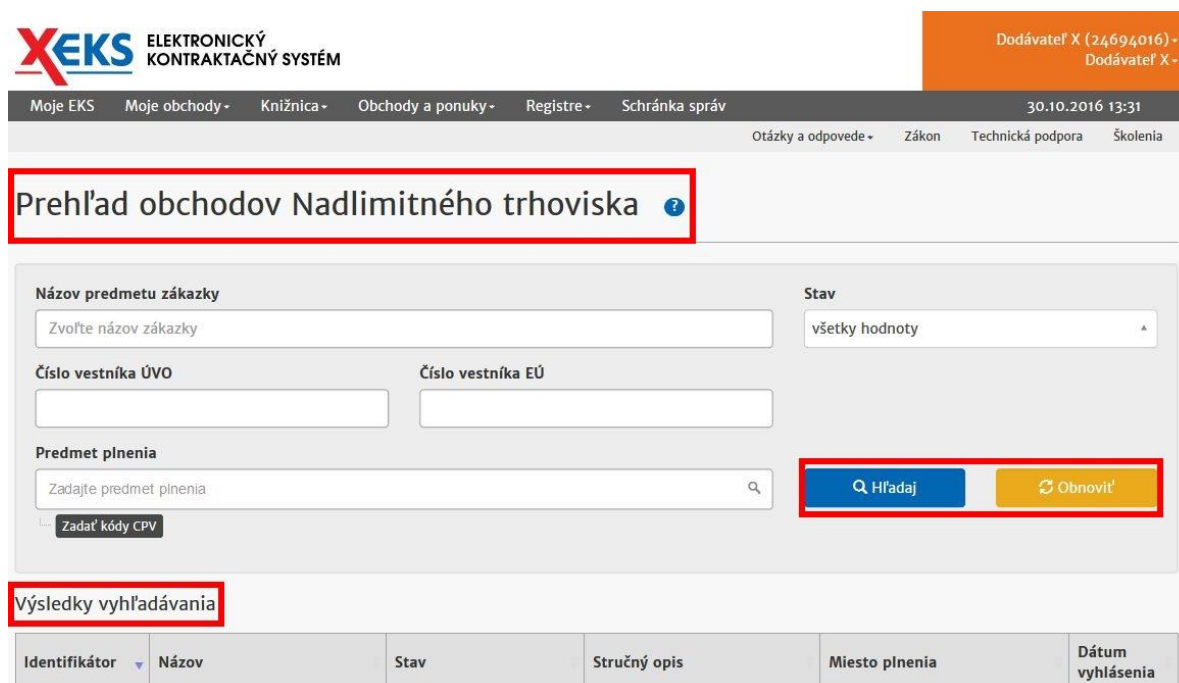 XEKS ELEKTRONICKÝ
KONTRAKTAČNÝ SYSTÉM
Dodávateľ X (24694016)
Dodávateľ X
Moje EKS Moje obchody Knižnica Obchody a ponuky Registre Schránka správ 30.10.2016 13:31
Otázky a odpovede Zákon Technická podpora Školenia
Prehľad obchodov Nadlimitného trhoviska ?
Názov predmetu zákazky Stav
Zvoľte názov zákazky všetky hodnoty
Číslo vestníka ÚVO Číslo vestníka EÚ
Predmet plnenia
Zadajte predmet plnenia Hľadaj Obnoviť
Zadať kódy CPV
Výsledky vyhľadávania
Identifikátor Názov Stav Stručný opis Miesto plnenia Dátum
vyhlásenia